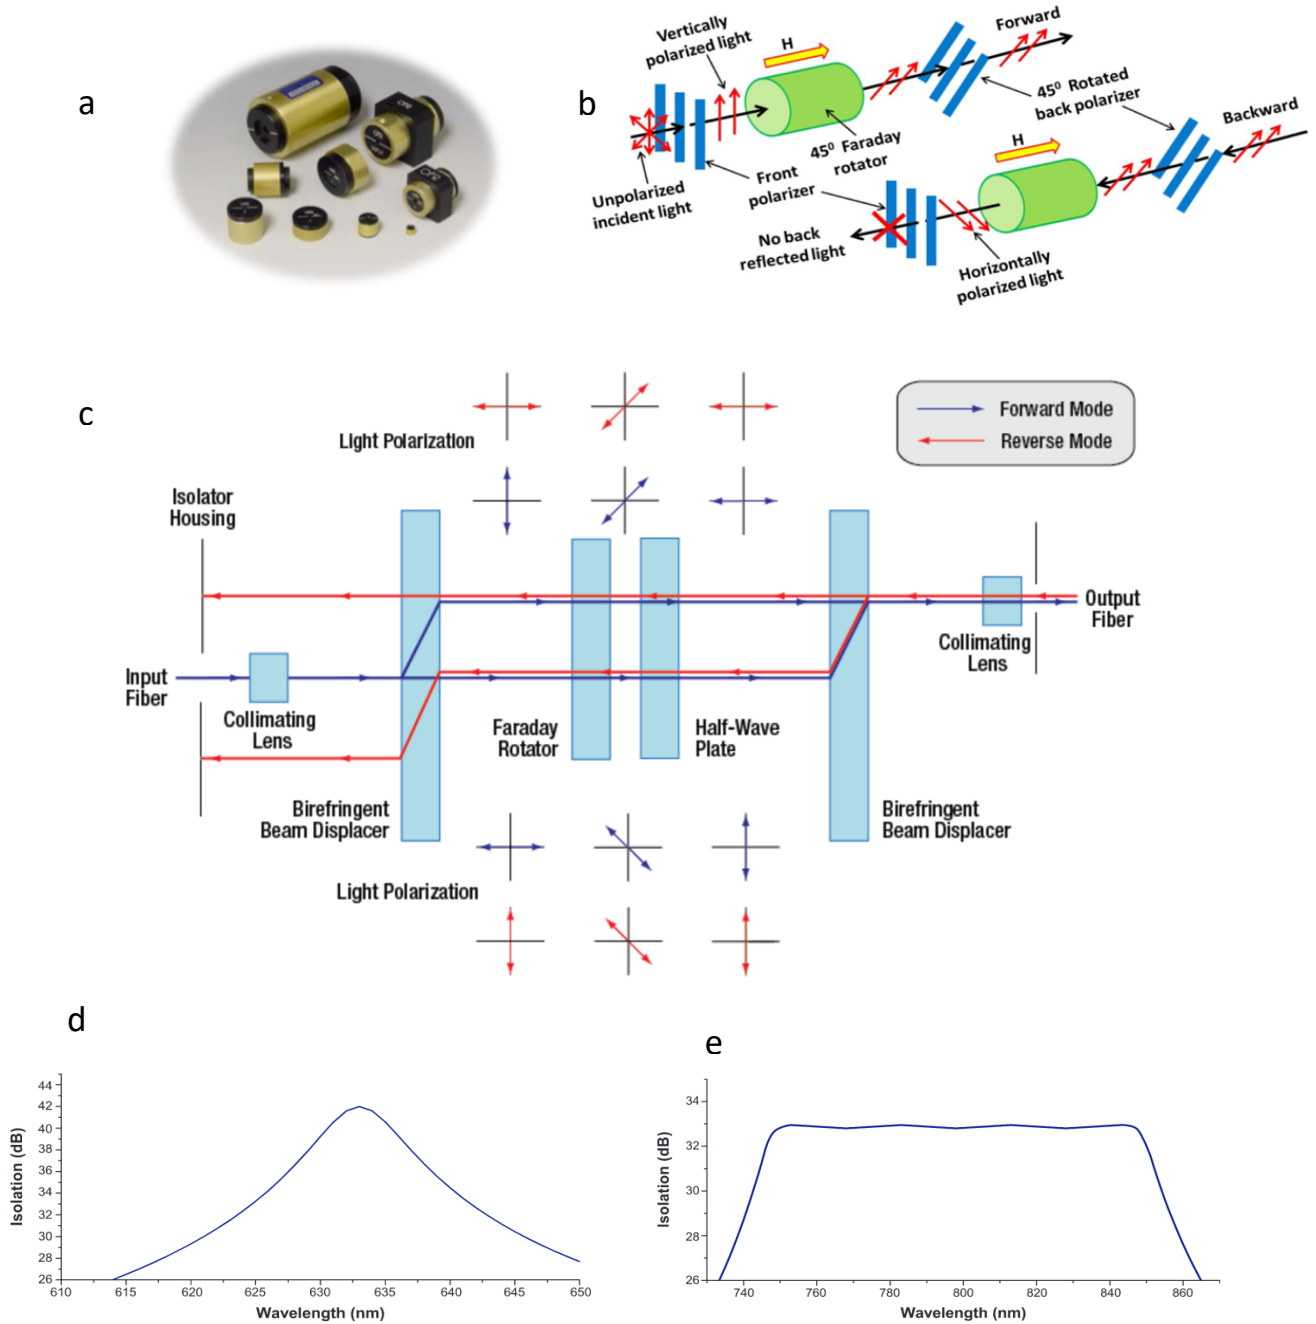 a
b
Vertically
polarized light
H
Forward
45⁰ Rotated
back polarizer
Backward
Unpolarized
incident light
Front
polarizer
45⁰ Faraday
rotator
H
No back
reflected light
Horizontally
polarized light
c
Light Polarization
Forward Mode
Reverse Mode
Isolator
Housing
Input
Fiber
Collimating
Lens
Faraday
Rotator
Half-Wave
Plate
Collimating
Lens
Output
Fiber
Birefringent
Beam Displacer
Birefringent
Beam Displacer
Light Polarization
d
44
42
40
38
36
34
32
30
28
26
610 615 620 625 630 635 640 645 650
Isolation (dB)
Wavelength (nm)
e
34
32
30
28
26
740 760 780 800 820 840 860
Isolation (dB)
Wavelength (nm)